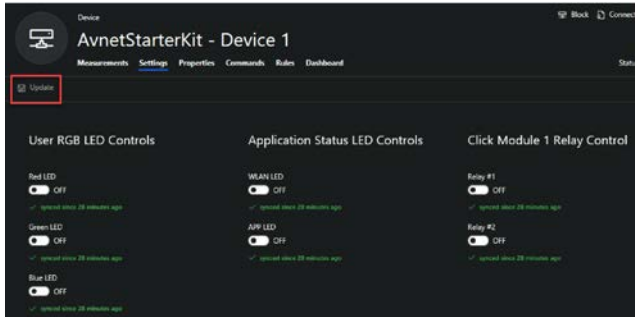 Device
Block Connec
AvnetStarterKit - Device 1
Measurements Settings Properties Commands Rules Dashboard
Statu
Update
User RGB LED Controls
Application Status LED Controls
Click Module 1 Relay Control
Red LED
WLAN LED
Relay #1
OFF
OFF
OFF
synced since 28 minutes ago
synced since 28 minutes ago
synced since 28 minutes ago
Green LED
APP LED
Relay #2
OFF
OFF
OFF
synced since 28 minutes ago
synced since 28 minutes ago
synced since 28 minutes ago
Blue LED
OFF
synced since 28 minutes ago